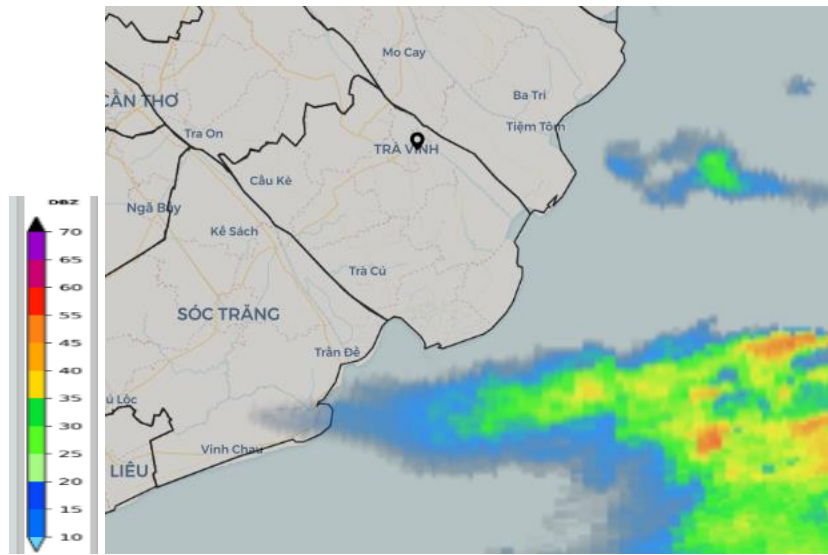 DBZ
70
65
60
55
50
45
40
35
30
25
20
15
10
Mo Cay
CẦN THƠ
Ba Tri
Tra On
Tiệm Tôm
TRÀ VINH
Cầu Kè
Ngã Bảy
Kế Sách
Trà Cú
SÓC TRĂNG
Trần Đề
ú Lộc
Vinh Chau
LIÊU